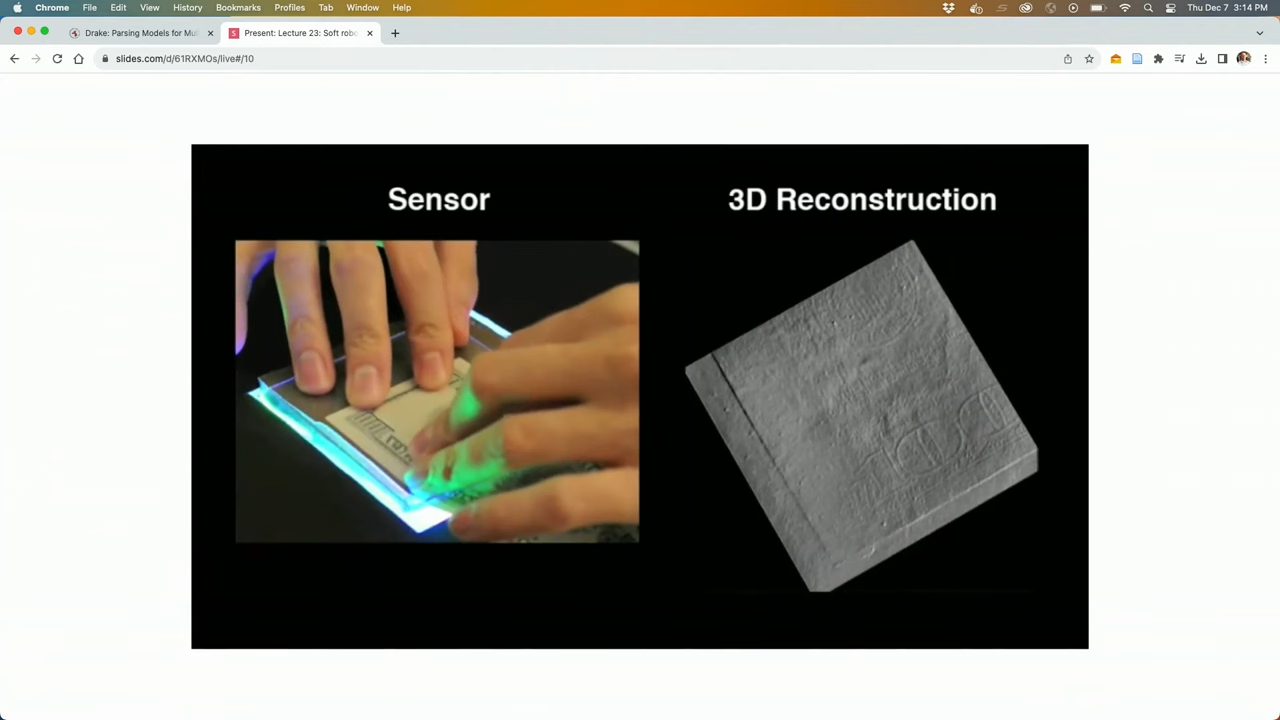 Chrome File Edit View History Bookmarks Profiles Tab Window Help Thu Dec 7 3:14 PM
Drake: Parsing Models for Mu Present: Lecture 23: Soft robo
slides.com/d/61RXMOs/live#/10
Sensor 3D Reconstruction